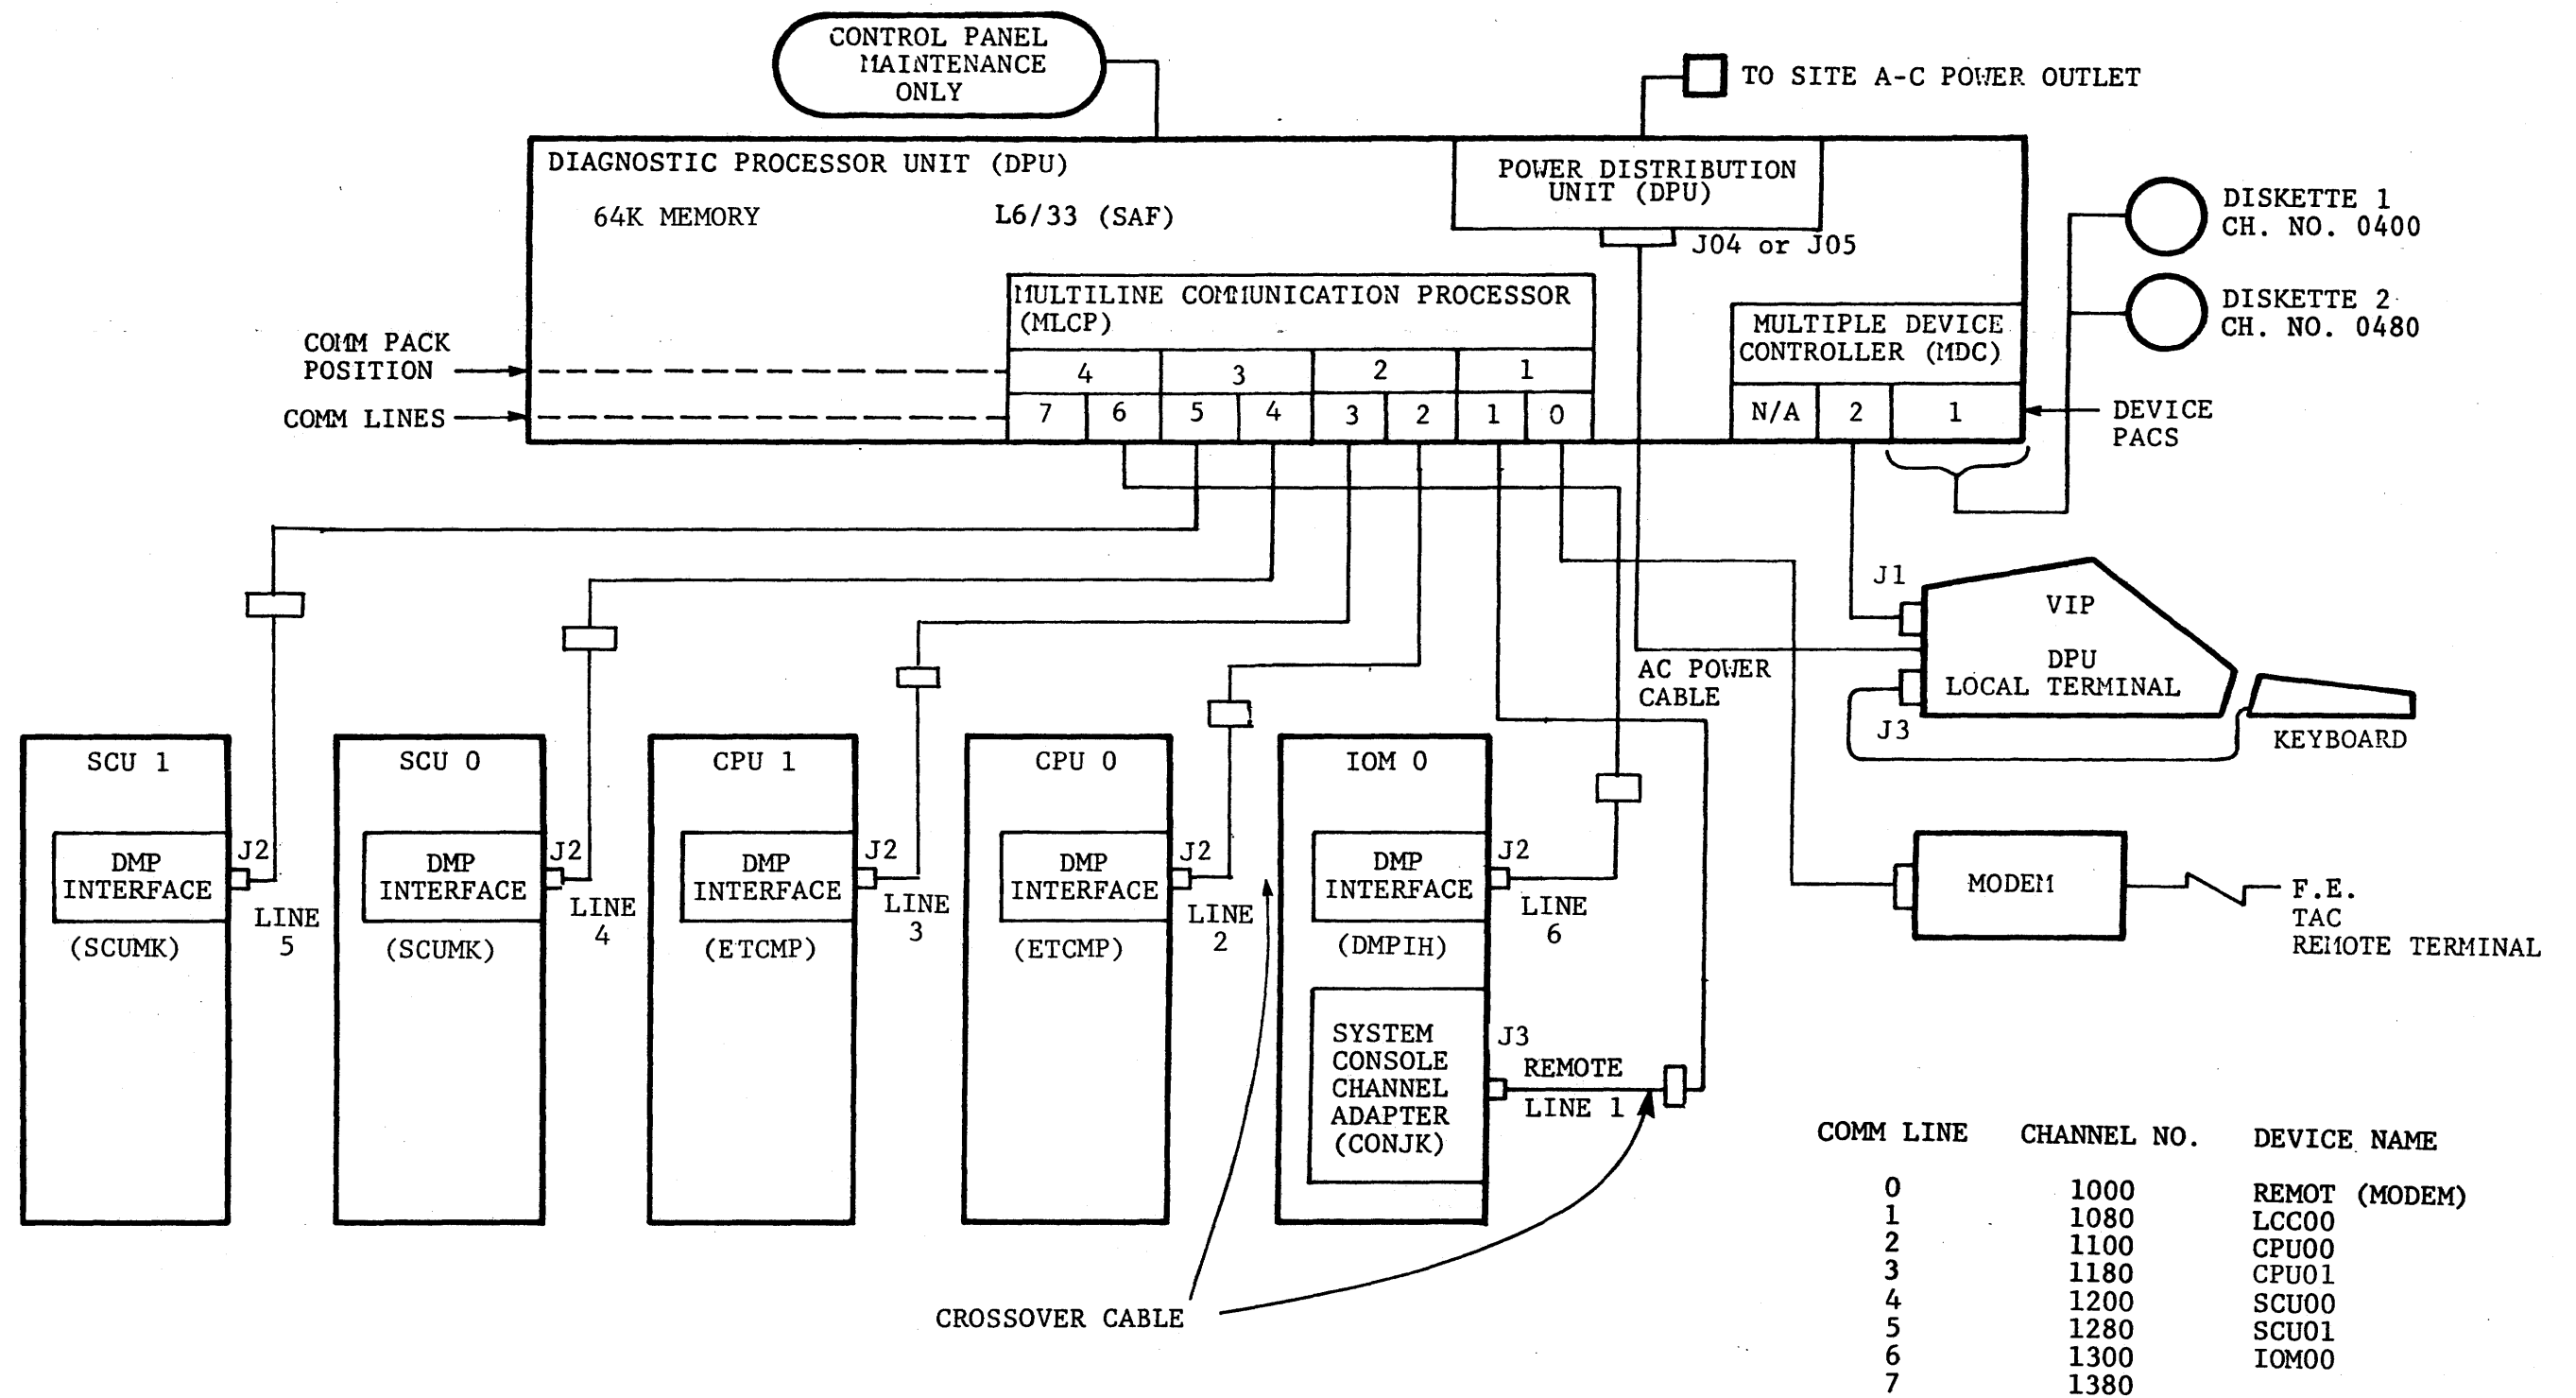 CONTROL PANEL
MAINTENANCE
ONLY
TO SITE A-C POWER OUTLET
DIAGNOSTIC PROCESSOR UNIT (DPU)
64K MEMORY
L6/33 (SAF)
POWER DISTRIBUTION
UNIT (DPU)
J04 or J05
DISKETTE 1
CH. NO. 0400
DISKETTE 2
CH. NO. 0480
MULTILINE COMMUNICATION PROCESSOR
(MLCP)
MULTIPLE DEVICE
CONTROLLER (MDC)
COMM PACK
POSITION
4 3 2 1
COMM LINES
7 6 5 4 3 2 1 0
N/A 2 1
DEVICE
PACS
J1
VIP
DPU
LOCAL TERMINAL
J3
KEYBOARD
AC POWER
CABLE
SCU 1
DMP
INTERFACE
(SCUMK)
J2
LINE
5
SCU 0
DMP
INTERFACE
(SCUMK)
J2
LINE
4
CPU 1
DMP
INTERFACE
(ETCMP)
J2
LINE
3
CPU 0
DMP
INTERFACE
(ETCMP)
J2
LINE
2
IOM 0
DMP
INTERFACE
(DMPIH)
J2
LINE
6
SYSTEM
CONSOLE
CHANNEL
ADAPTER
(CONJK)
J3
REMOTE
LINE 1
MODEM
F.E.
TAC
REMOTE TERMINAL
CROSSOVER CABLE
COMM LINE CHANNEL NO. DEVICE NAME
0 1000 REMOT (MODEM)
1 1080 LCC00
2 1100 CPU00
3 1180 CPU01
4 1200 SCU00
5 1280 SCU01
6 1300 IOM00
7 1380